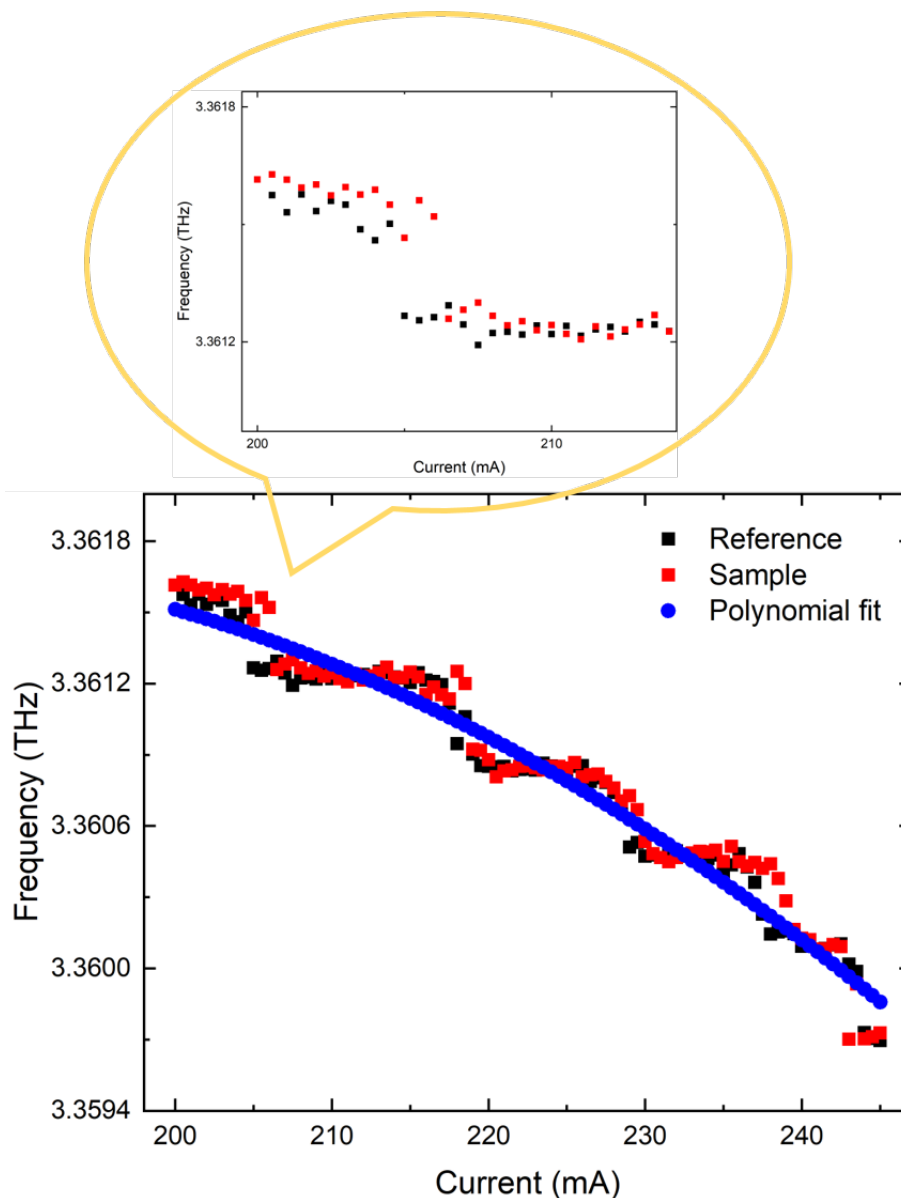 3.3618
Frequency (THz)
3.3612
200
210
Current (mA)
3.3618
Reference
Sample
Polynomial fit
3.3612
Frequency (THz)
3.3606
3.3600
3.3594
200
210
220
230
240
Current (mA)